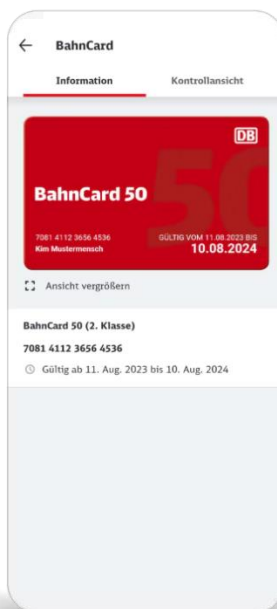 BahnCard
Information Kontrollansicht
DB
BahnCard 50
50
7081 4112 3656 4536 GÜLTIG VOM 11.08.2023 BIS
Kim Mustermensch 10.08.2024
Ansicht vergrößern
BahnCard 50 (2. Klasse)
7081 4112 3656 4536
Gültig ab 11. Aug. 2023 bis 10. Aug. 2024